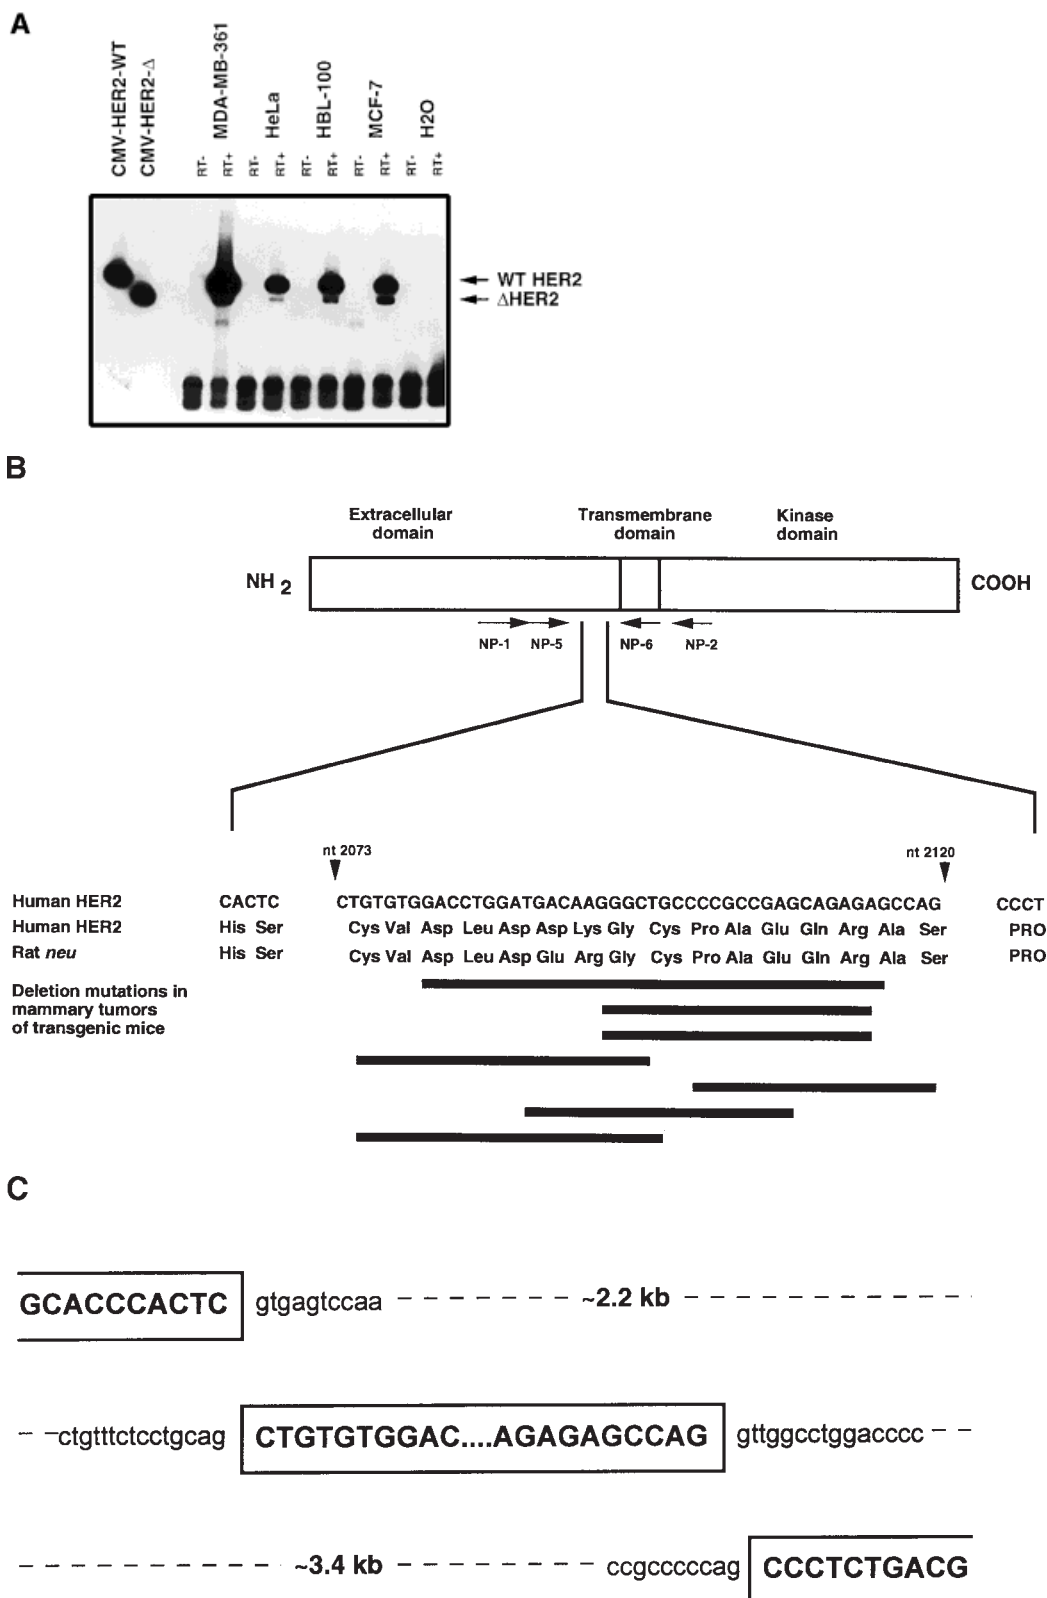 A
CMV-HER2-WT
CMV-HER2-Δ
MDA-MB-361
HeLa
HBL-100
MCF-7
H2O
RT- RT+ RT- RT+ RT- RT+ RT- RT+ RT- RT+
WT HER2
ΔHER2
B
Extracellular domain
Transmembrane domain
Kinase domain
NH 2
COOH
NP-1 NP-5 NP-6 NP-2
nt 2073
nt 2120
Human HER2 CACTC CTGTGTGGACCTGGATGACAAGGGCTGCCCCGCCGAGCAGAGAGCCAG CCCT
Human HER2 His Ser Cys Val Asp Leu Asp Asp Lys Gly Cys Pro Ala Glu Gln Arg Ala Ser PRO
Rat neu His Ser Cys Val Asp Leu Asp Glu Arg Gly Cys Pro Ala Glu Gln Arg Ala Ser PRO
Deletion mutations in
mammary tumors
of transgenic mice
C
GCACCCACTC gtgagtccaa ~2.2 kb
ctgtttctcctgcag CTGTGTGGAC....AGAGAGCCAG gttggcctggacccc
~3.4 kb ccgcccccag CCCTCTGACG